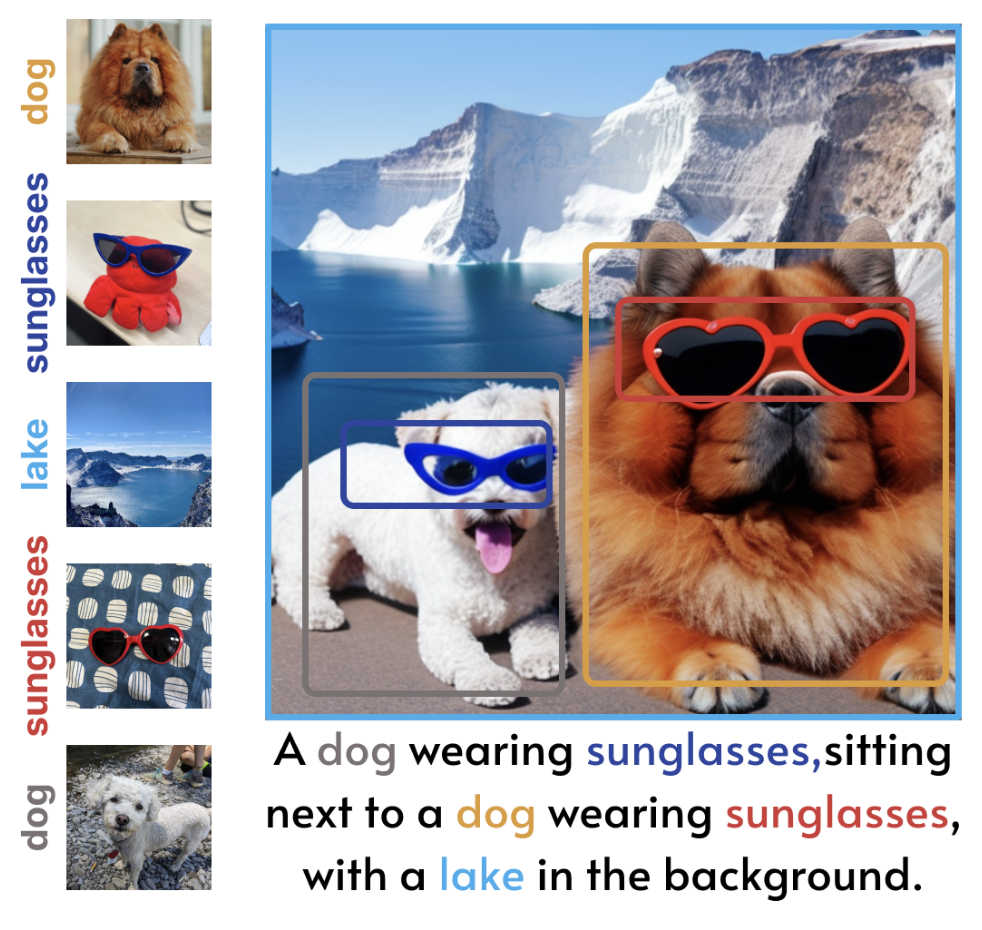 dog
sunglasses
lake
sunglasses
dog
A dog wearing sunglasses,sitting
next to a dog wearing sunglasses,
with a lake in the background.